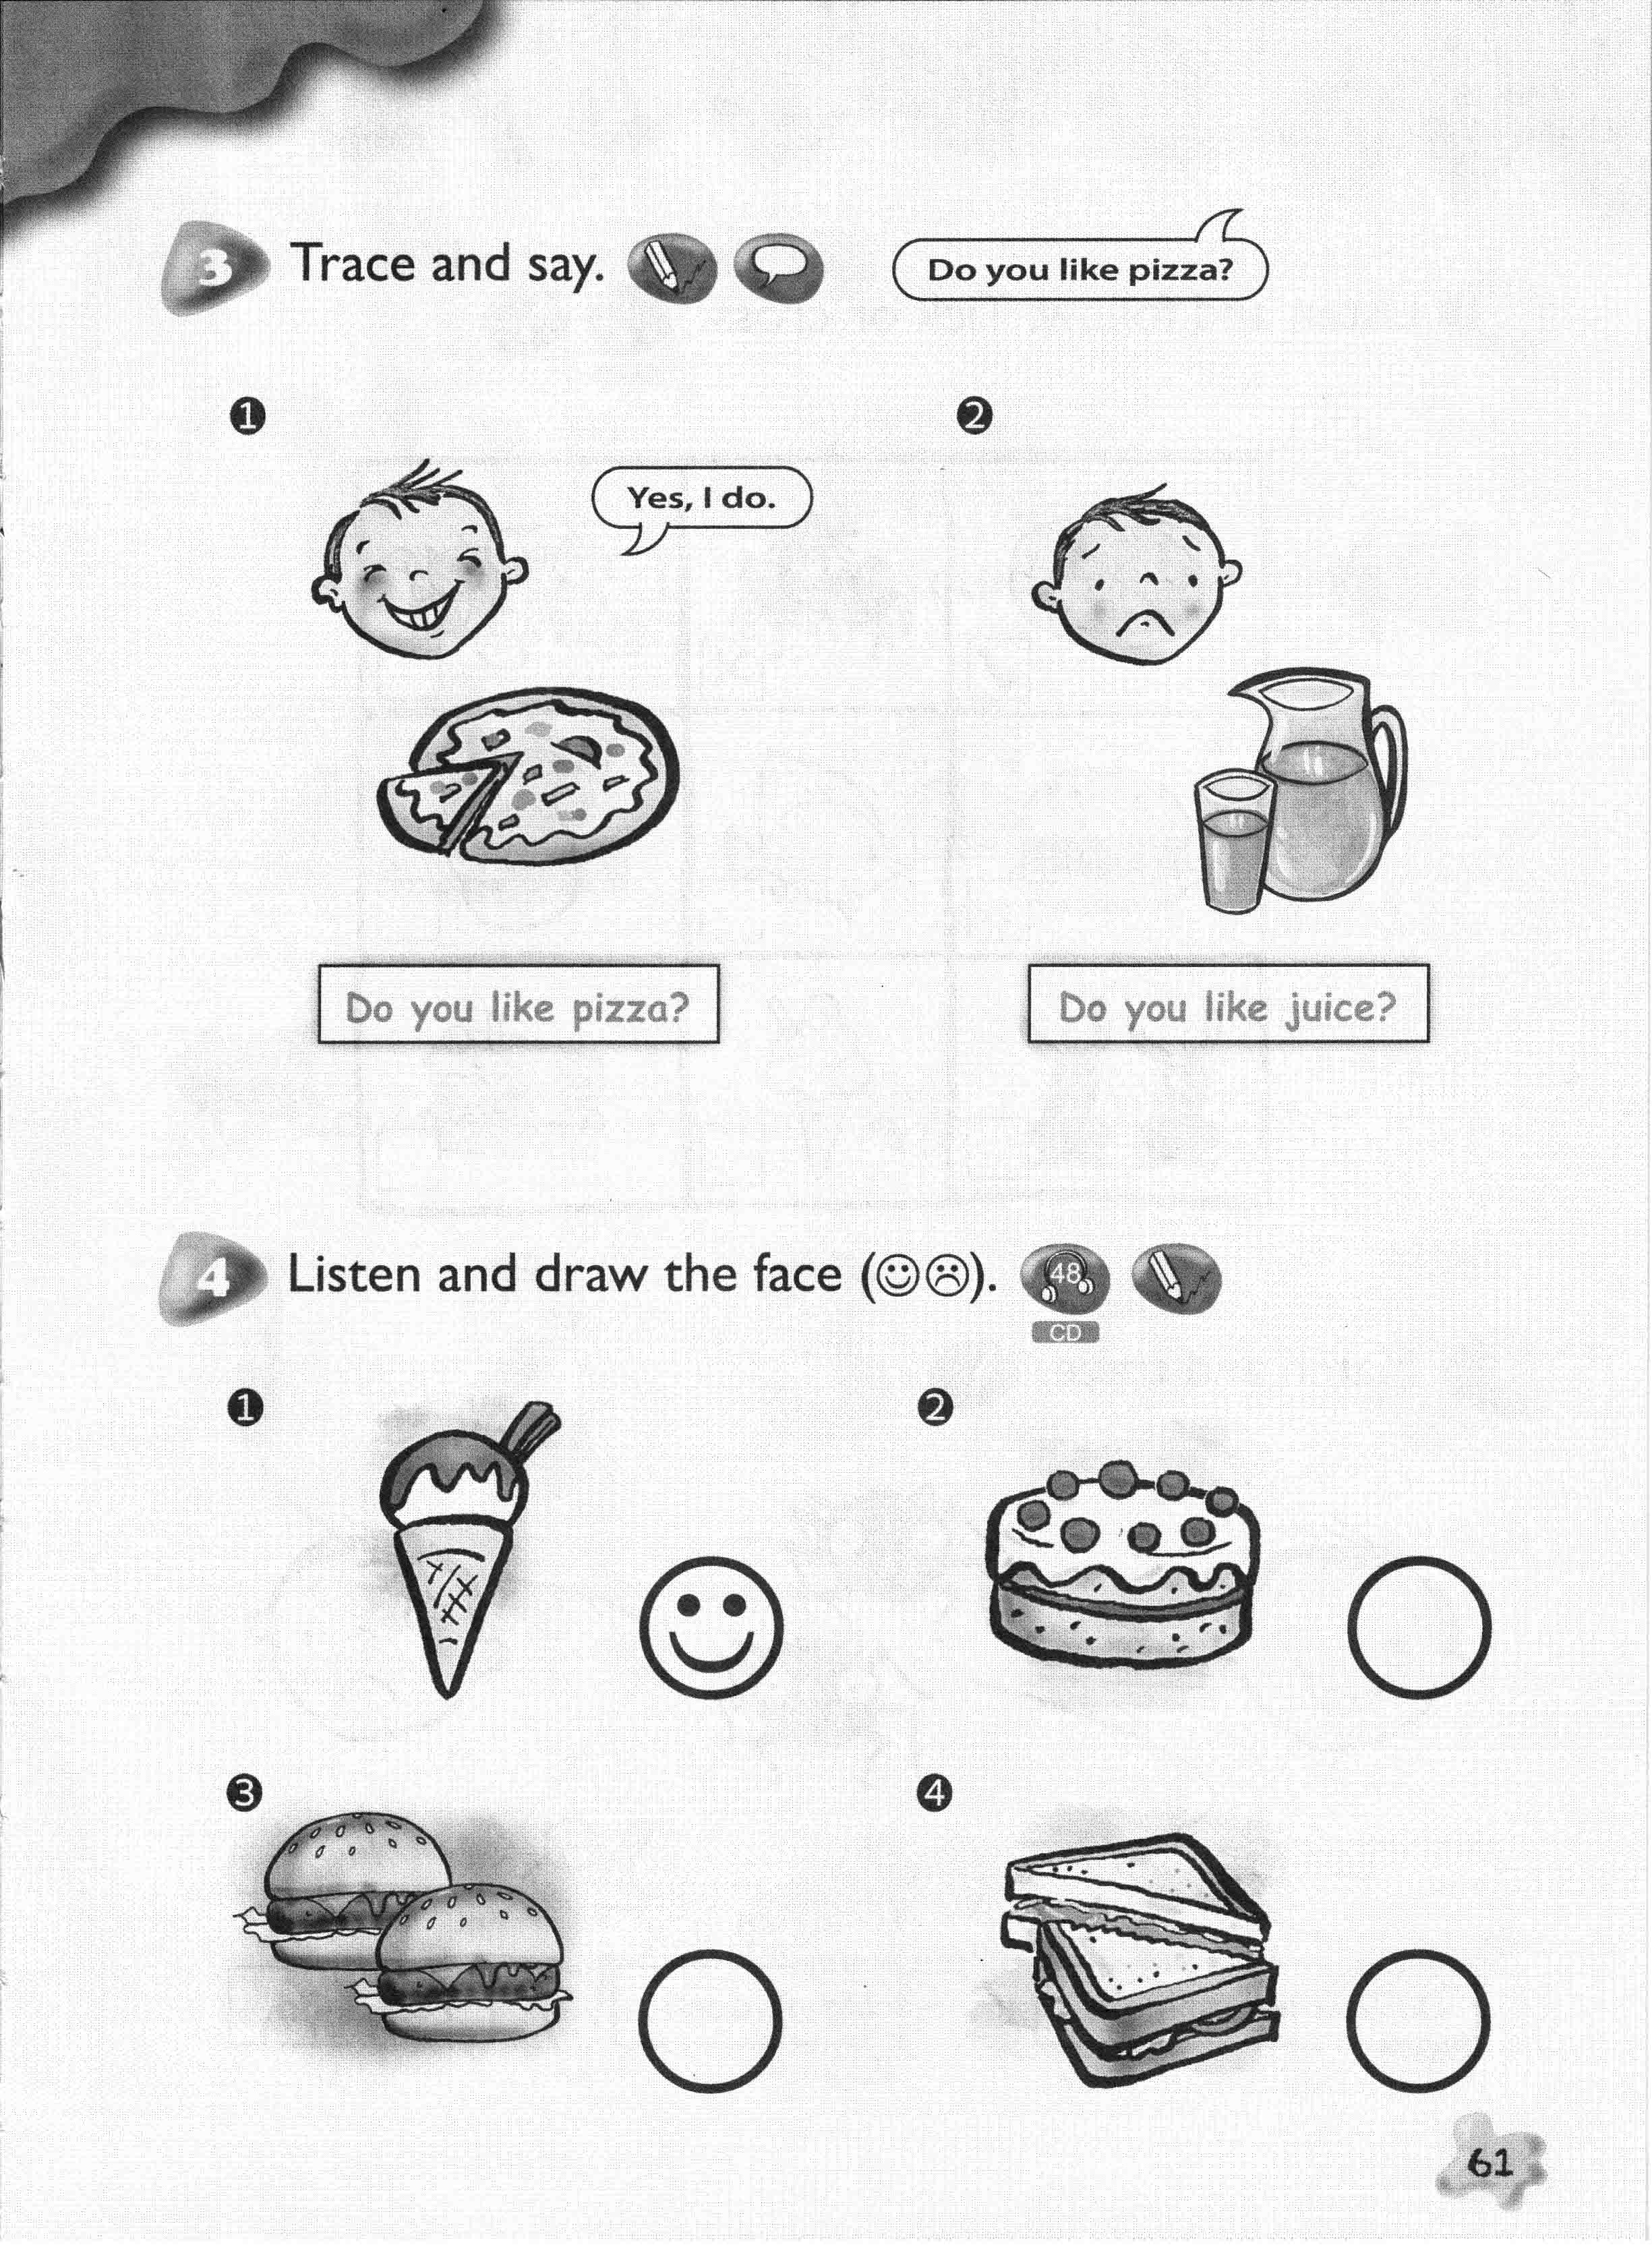 3 Trace and say.
Do you like pizza?
1
Yes, I do.
2
Do you like pizza?
Do you like juice?
4 Listen and draw the face (☺☹).
48
CD
1
2
3
4
61